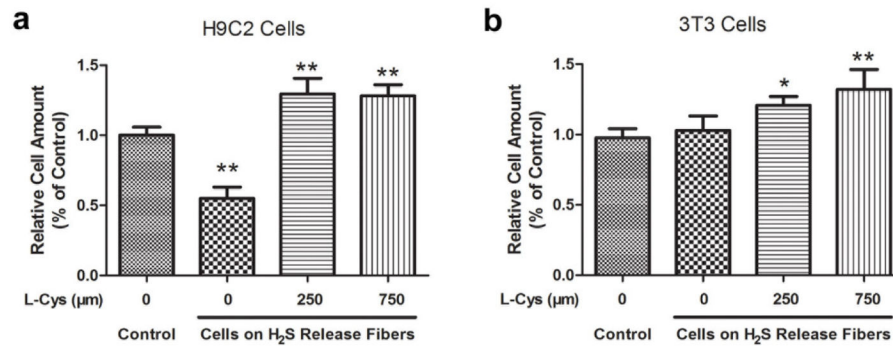 a
H9C2 Cells
Relative Cell Amount
(% of Control)
1.5
1.0
0.5
0.0
**
**
**
L-Cys (μm) 0 0 250 750
Control Cells on H₂S Release Fibers
b
3T3 Cells
Relative Cell Amount
(% of Control)
1.5
1.0
0.5
0.0
*
**
L-Cys (μm) 0 0 250 750
Control Cells on H₂S Release Fibers